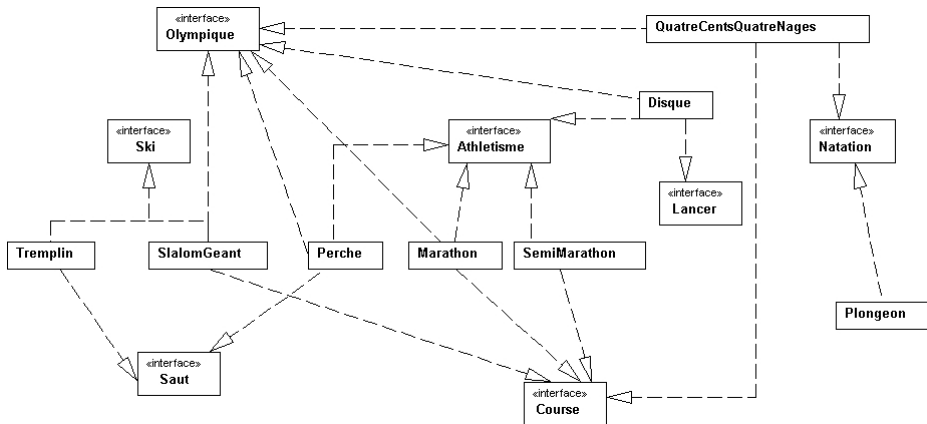 «interface»
Olympique
QuatreCentsQuatreNages
Disque
«interface»
Ski
«interface»
Athletisme
«interface»
Natation
«interface»
Lancer
Tremplin
SlalomGeant
Perche
Marathon
SemiMarathon
Plongeon
«interface»
Saut
«interface»
Course